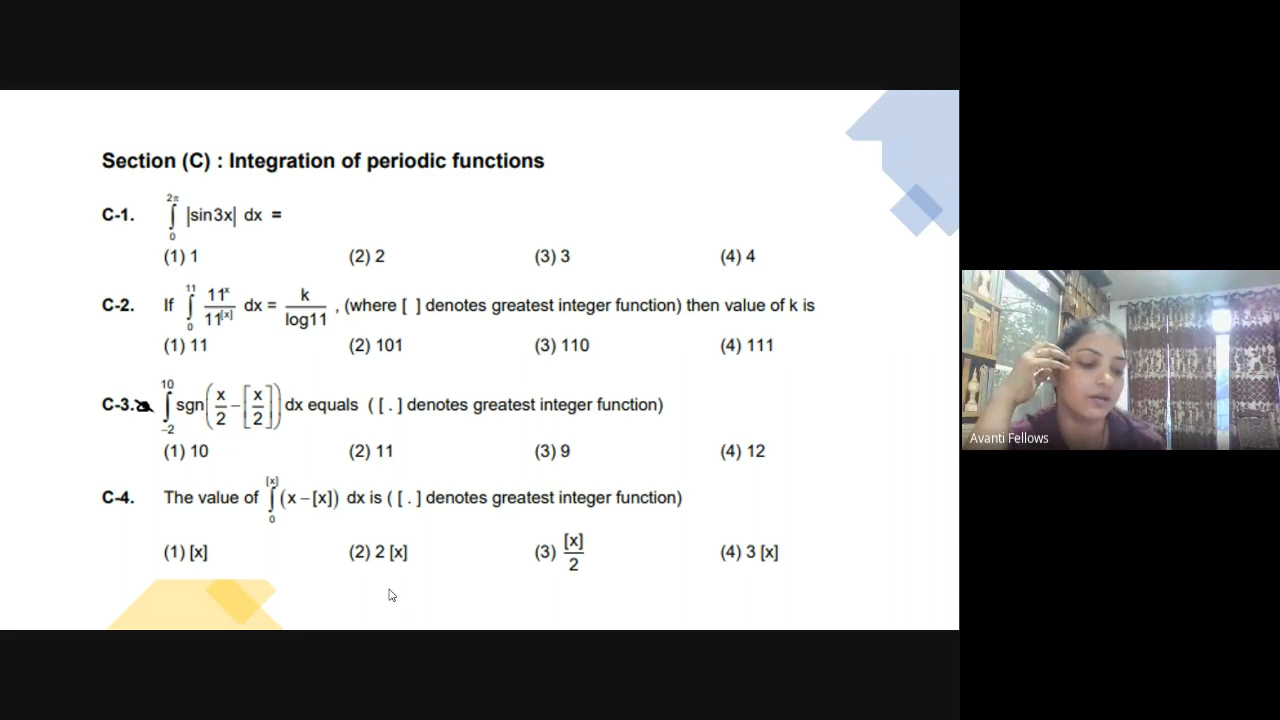 Section (C) : Integration of periodic functions
C-1. ∫₀^{2π} |sin3x| dx =
(1) 1 (2) 2 (3) 3 (4) 4
C-2. If ∫₀^{11} 11^x / 11^{[x]} dx = k / log11 , (where [ ] denotes greatest integer function) then value of k is
(1) 11 (2) 101 (3) 110 (4) 111
C-3. ∫_{–2}^{10} sgn(x/2 – [x/2]) dx equals ( [ . ] denotes greatest integer function)
(1) 10 (2) 11 (3) 9 (4) 12
C-4. The value of ∫₀^{[x]} (x – [x]) dx is ( [ . ] denotes greatest integer function)
(1) [x] (2) 2 [x] (3) [x]/2 (4) 3 [x]
Avanti Fellows